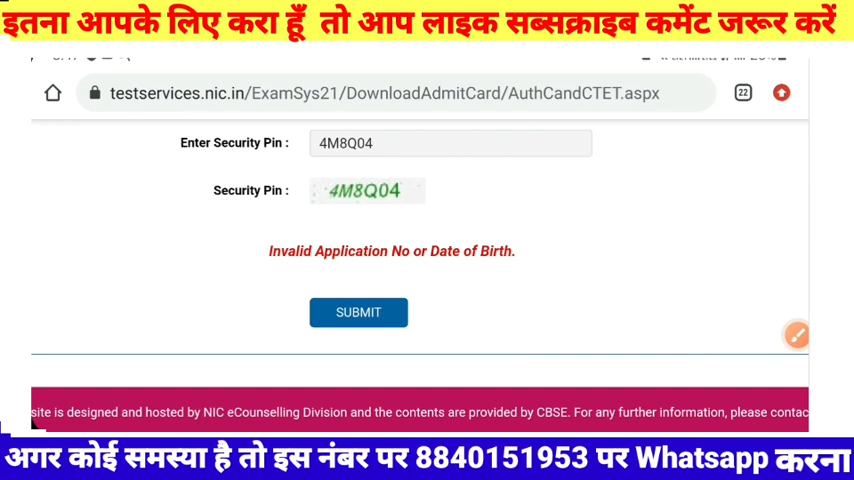 इतना आपके लिए करा हूँ तो आप लाइक सब्सक्राइब कमेंट जरूर करें
testservices.nic.in/ExamSys21/DownloadAdmitCard/AuthCandCTET.aspx 22
Enter Security Pin : 4M8Q04
Security Pin : 4M8Q04
Invalid Application No or Date of Birth.
SUBMIT
site is designed and hosted by NIC eCounselling Division and the contents are provided by CBSE. For any further information, please contac
अगर कोई समस्या है तो इस नंबर पर 8840151953 पर Whatsapp करना